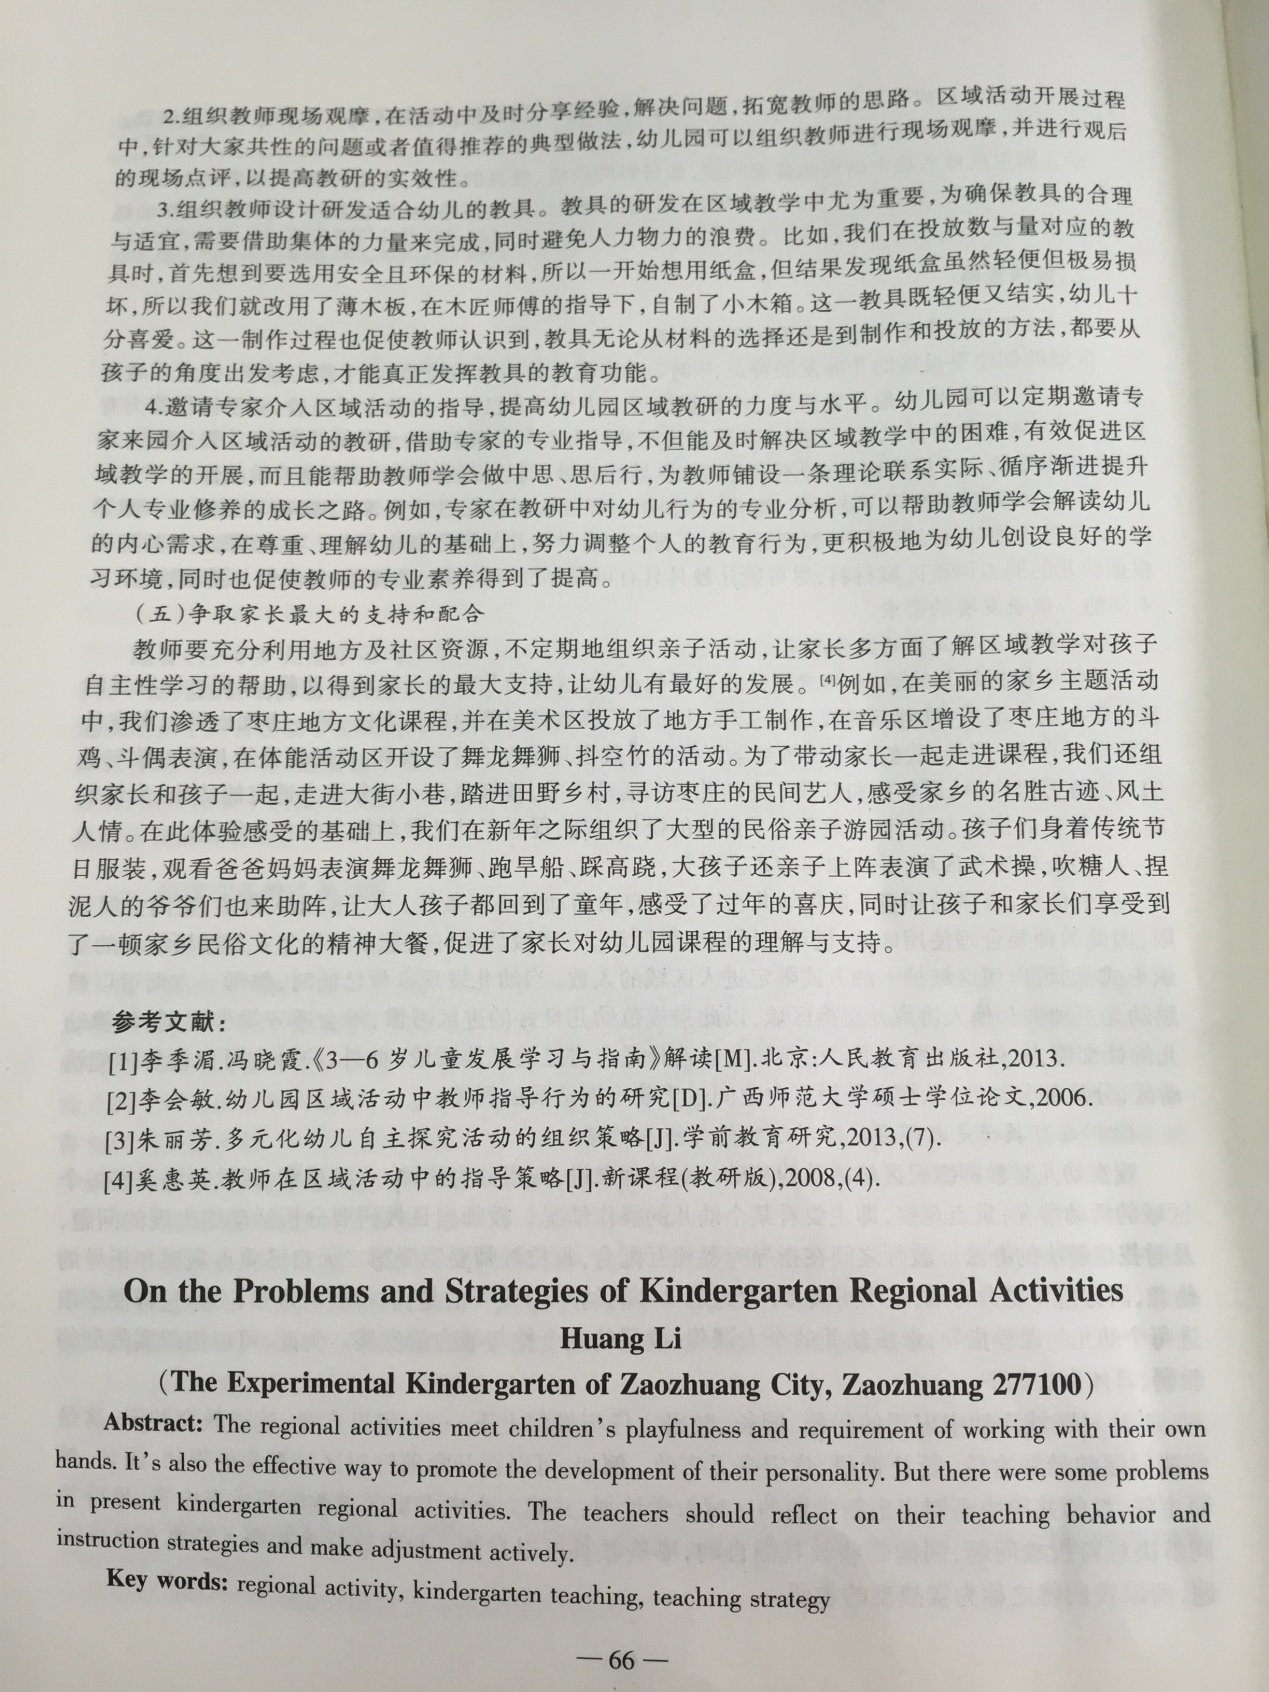 2.组织教师现场观摩,在活动中及时分享经验,解决问题,拓宽教师的思路。区域活动开展过程
中,针对大家共性的问题或者值得推荐的典型做法,幼儿园可以组织教师进行现场观摩,并进行观后
的现场点评,以提高教研的实效性。
3.组织教师设计研发适合幼儿的教具。教具的研发在区域教学中尤为重要,为确保教具的合理
与适宜,需要借助集体的力量来完成,同时避免人力物力的浪费。比如,我们在投放数与量对应的教
具时,首先想到要选用安全且环保的材料,所以一开始想用纸盒,但结果发现纸盒虽然轻便但极易损
坏,所以我们就改用了薄木板,在木匠师傅的指导下,自制了小木箱。这一教具既轻便又结实,幼儿十
分喜爱。这一制作过程也促使教师认识到,教具无论从材料的选择还是到制作和投放的方法,都要从
孩子的角度出发考虑,才能真正发挥教具的教育功能。
4.邀请专家介入区域活动的指导,提高幼儿园区域教研的力度与水平。幼儿园可以定期邀请专
家来园介入区域活动的教研,借助专家的专业指导,不但能及时解决区域教学中的困难,有效促进区
域教学的开展,而且能帮助教师学会做中思、思后行,为教师铺设一条理论联系实际、循序渐进提升
个人专业修养的成长之路。例如,专家在教研中对幼儿行为的专业分析,可以帮助教师学会解读幼儿
的内心需求,在尊重、理解幼儿的基础上,努力调整个人的教育行为,更积极地为幼儿创设良好的学
习环境,同时也促使教师的专业素养得到了提高。
(五)争取家长最大的支持和配合
教师要充分利用地方及社区资源,不定期地组织亲子活动,让家长多方面了解区域教学对孩子
自主性学习的帮助,以得到家长的最大支持,让幼儿有最好的发展。[4]例如,在美丽的家乡主题活动
中,我们渗透了枣庄地方文化课程,并在美术区投放了地方手工制作,在音乐区增设了枣庄地方的斗
鸡、斗偶表演,在体能活动区开设了舞龙舞狮、抖空竹的活动。为了带动家长一起走进课程,我们还组
织家长和孩子一起,走进大街小巷,踏进田野乡村,寻访枣庄的民间艺人,感受家乡的名胜古迹、风土
人情。在此体验感受的基础上,我们在新年之际组织了大型的民俗亲子游园活动。孩子们身着传统节
日服装,观看爸爸妈妈表演舞龙舞狮、跑旱船、踩高跷,大孩子还亲子上阵表演了武术操,吹糖人、捏
泥人的爷爷们也来助阵,让大人孩子都回到了童年,感受了过年的喜庆,同时让孩子和家长们享受到
了一顿家乡民俗文化的精神大餐,促进了家长对幼儿园课程的理解与支持。
参考文献:
[1]李季湄.冯晓霞.《3—6岁儿童发展学习与指南》解读[M].北京:人民教育出版社,2013.
[2]李会敏.幼儿园区域活动中教师指导行为的研究[D].广西师范大学硕士学位论文,2006.
[3]朱丽芳.多元化幼儿自主探究活动的组织策略[J].学前教育研究,2013,(7).
[4]奚惠英.教师在区域活动中的指导策略[J].新课程(教研版),2008,(4).
On the Problems and Strategies of Kindergarten Regional Activities
Huang Li
(The Experimental Kindergarten of Zaozhuang City, Zaozhuang 277100)
Abstract: The regional activities meet children's playfulness and requirement of working with their own
hands. It's also the effective way to promote the development of their personality. But there were some problems
in present kindergarten regional activities. The teachers should reflect on their teaching behavior and
instruction strategies and make adjustment actively.
Key words: regional activity, kindergarten teaching, teaching strategy
—66—